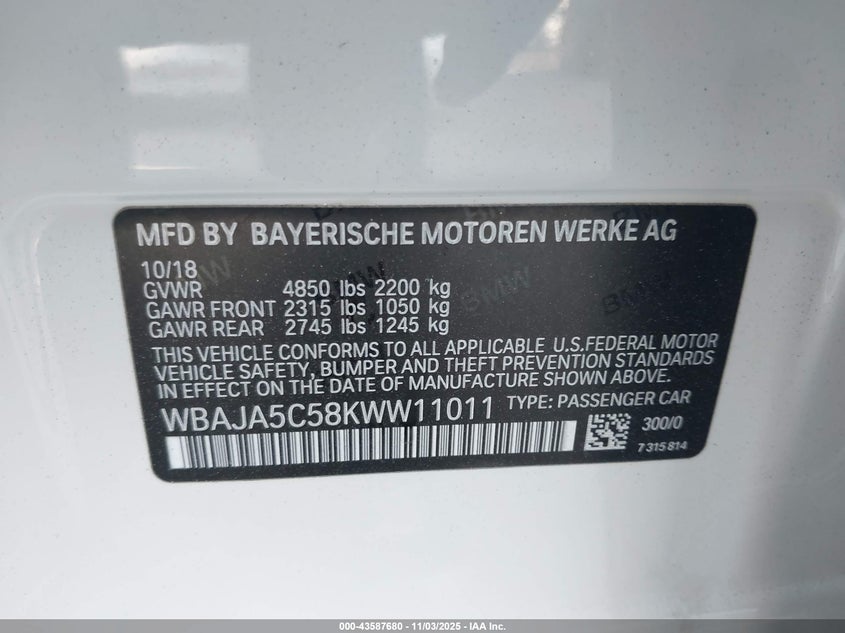 MFD BY BAYERISCHE MOTOREN WERKE AG
10/18
GVWR 4850 lbs 2200 kg
GAWR FRONT 2315 lbs 1050 kg
GAWR REAR 2745 lbs 1245 kg
THIS VEHICLE CONFORMS TO ALL APPLICABLE U.S.FEDERAL MOTOR
VEHICLE SAFETY, BUMPER AND THEFT PREVENTION STANDARDS
IN EFFECT ON THE DATE OF MANUFACTURE SHOWN ABOVE.
WBAJA5C58KWW11011 TYPE: PASSENGER CAR
300/0
7 315 814
000-43587680 - 11/03/2025 - IAA Inc.